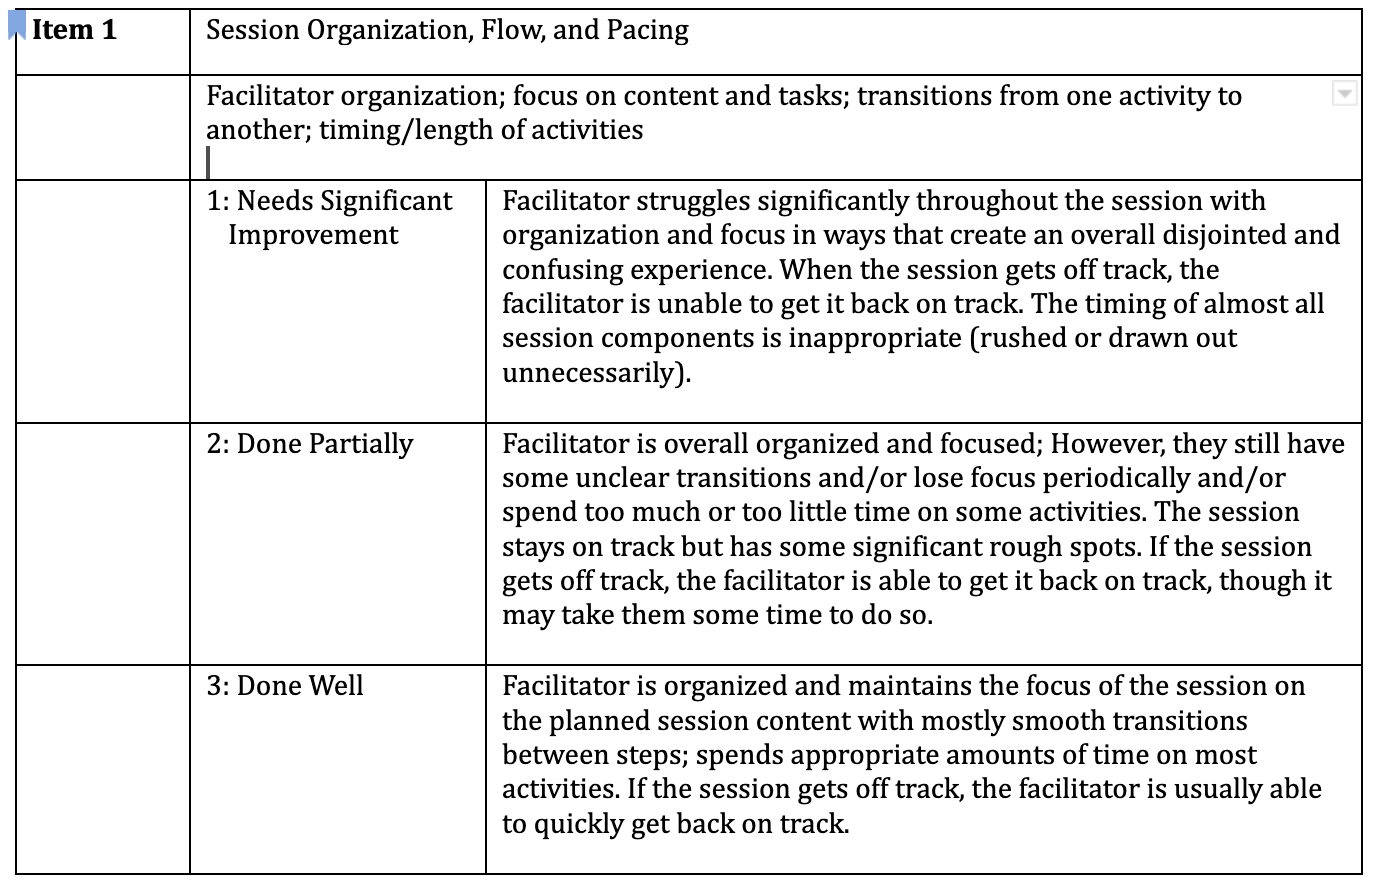 Item 1
Session Organization, Flow, and Pacing
Facilitator organization; focus on content and tasks; transitions from one activity to
another; timing/length of activities
1: Needs Significant
Improvement
Facilitator struggles significantly throughout the session with
organization and focus in ways that create an overall disjointed and
confusing experience. When the session gets off track, the
facilitator is unable to get it back on track. The timing of almost all
session components is inappropriate (rushed or drawn out
unnecessarily).
2: Done Partially
Facilitator is overall organized and focused; However, they still have
some unclear transitions and/or lose focus periodically and/or
spend too much or too little time on some activities. The session
stays on track but has some significant rough spots. If the session
gets off track, the facilitator is able to get it back on track, though it
may take them some time to do so.
3: Done Well
Facilitator is organized and maintains the focus of the session on
the planned session content with mostly smooth transitions
between steps; spends appropriate amounts of time on most
activities. If the session gets off track, the facilitator is usually able
to quickly get back on track.